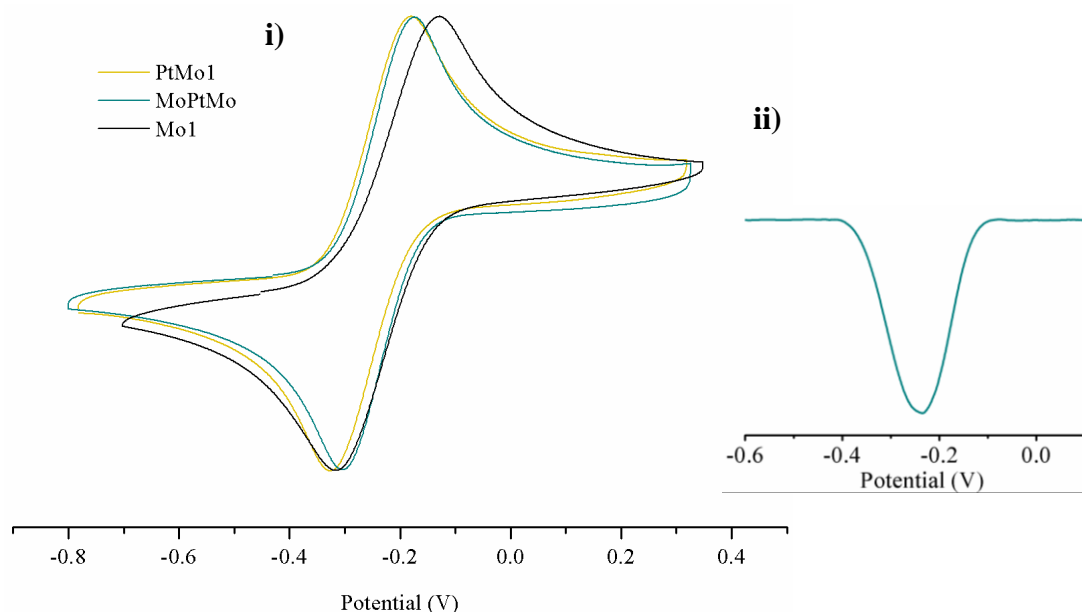 i)
PtMo1
MoPtMo
Mo1
-0.8 -0.6 -0.4 -0.2 0.0 0.2 0.4
Potential (V)
ii)
-0.6 -0.4 -0.2 0.0
Potential (V)